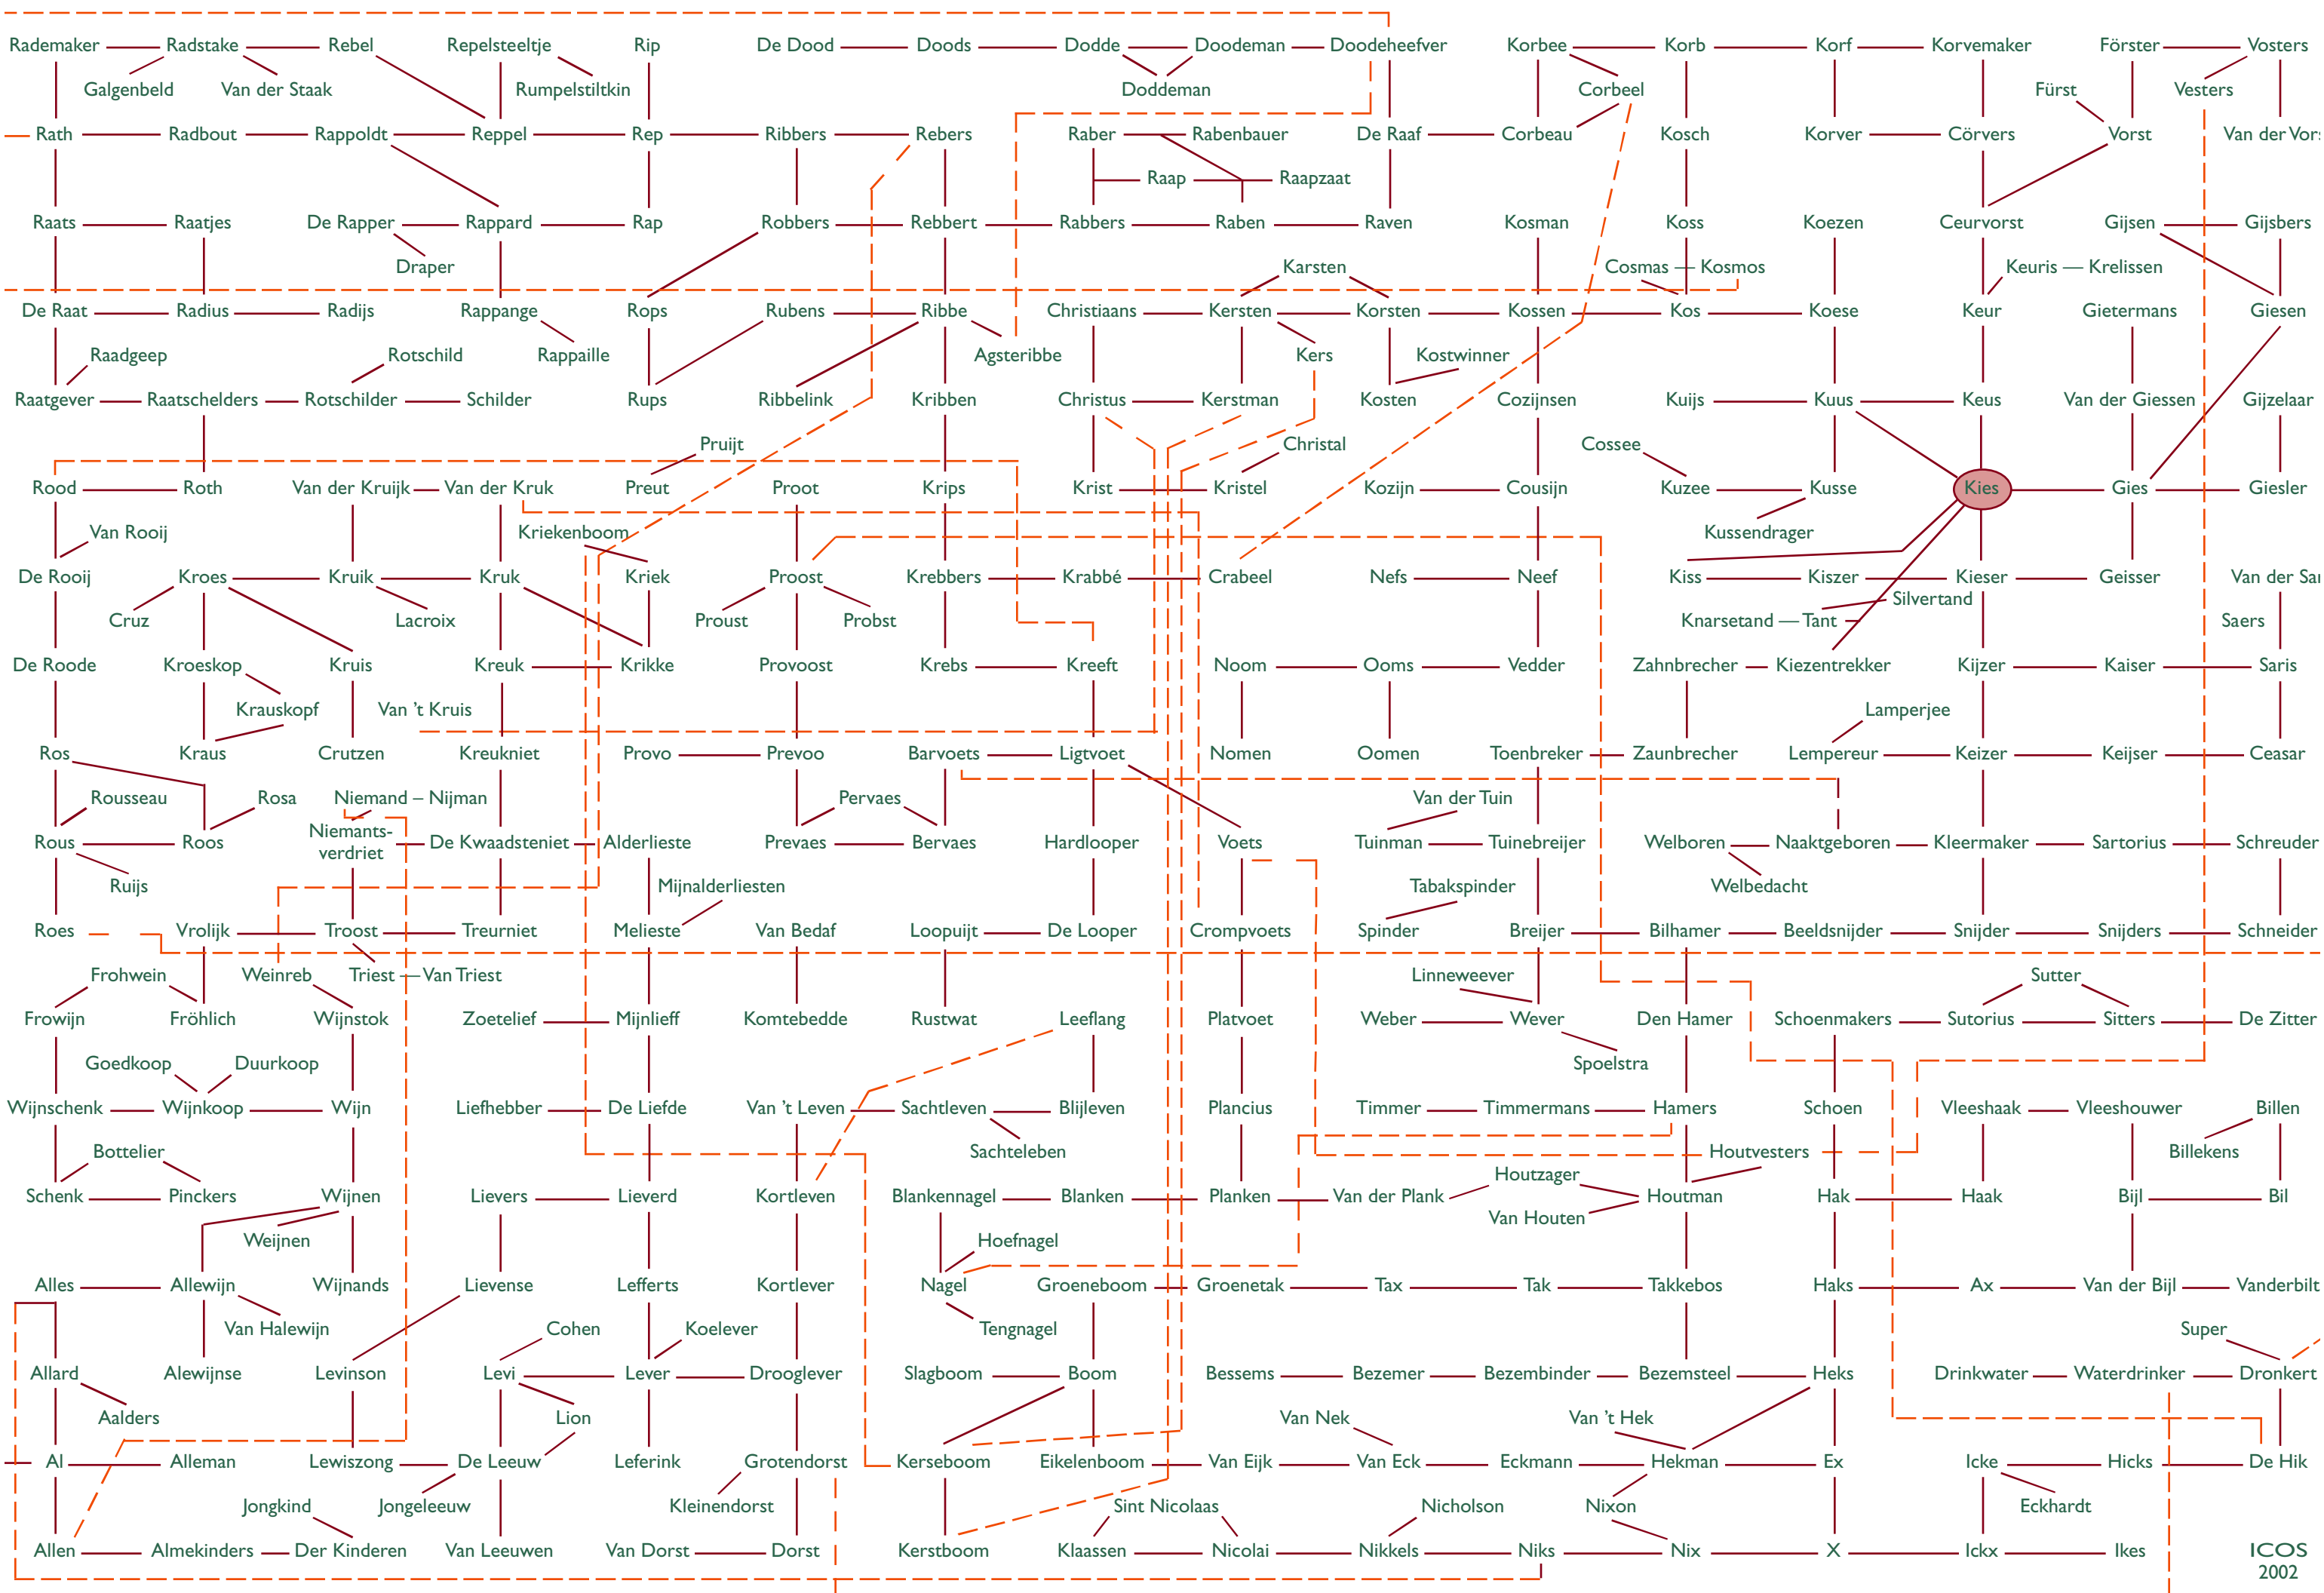 Rademaker Radstake Rebel Repelsteeltje Rip De Dood Doods Dodde Doodeman Doodeheefver Korbee Korb Korf Korvemaker Förster Vosters
Galgenbeld Van der Staak Rumpelstiltkin Doddeman Corbeel Fürst Vesters
Rath Radbout Rappoldt Reppel Rep Ribbers Rebers Raber Rabenbauer De Raaf Corbeau Kosch Korver Cörvers Vorst Van der Vors
Raap Raapzaat
Raats Raatjes De Rapper Rappard Rap Robbers Rebbert Rabbers Raben Raven Kosman Koss Koezen Ceurvorst Gijsen Gijsbers
Draper Karsten Cosmas — Kosmos Keuris — Krelissen
De Raat Radius Radijs Rappange Rops Rubens Ribbe Christiaans Kersten Korsten Kossen Kos Koese Keur Gietermans Giesen
Raadgeep Rotschild Rappaille Agsteribbe Kers Kostwinner
Raatgever Raatschelders Rotschilder Schilder Rups Ribbelink Kribben Christus Kerstman Kosten Cozijnsen Kuijs Kuus Keus Van der Giessen Gijzelaar
Pruijt Christal Cossee
Rood Roth Van der Kruijk Van der Kruk Preut Proot Krips Krist Kristel Kozijn Cousijn Kuzee Kusse Kies Gies Giesler
Van Rooij Kriekenboom Kussendrager
De Rooij Kroes Kruik Kruk Kriek Proost Krebbers Krabbé Crabeel Nefs Neef Kiss Kiszer Kieser Geisser Van der Sar
Silvertand
Cruz Lacroix Proust Probst Knarsetand — Tant Saers
De Roode Kroeskop Kruis Kreuk Krikke Provoost Krebs Kreeft Noom Ooms Vedder Zahnbrecher Kiezentrekker Kijzer Kaiser Saris
Krauskopf Van ’t Kruis Lamperjee
Ros Kraus Crutzen Kreukniet Provo Prevoo Barvoets Ligtvoet Nomen Oomen Toenbreker Zaunbrecher Lempereur Keizer Keijser Ceasar
Rousseau Rosa Niemand – Nijman Pervaes Van der Tuin
Rous Roos Niemants-verdriet De Kwaadsteniet Alderlieste Prevaes Bervaes Hardlooper Voets Tuinman Tuinebreijer Welboren Naaktgeboren Kleermaker Sartorius Schreuder
Ruijs Mijnalderliesten Tabakspinder Welbedacht
Roes Vrolijk Troost Treurniet Melieste Van Bedaf Loopuijt De Looper Crompvoets Spinder Breijer Bilhamer Beeldsnijder Snijder Snijders Schneider
Frohwein Weinreb Triest — Van Triest Linneweever Sutter
Frowijn Fröhlich Wijnstok Zoetelief Mijnlieff Komtebedde Rustwat Leeflang Platvoet Weber Wever Den Hamer Schoenmakers Sutorius Sitters De Zitter
Goedkoop Duurkoop Spoelstra
Wijnschenk Wijnkoop Wijn Liefhebber De Liefde Van ’t Leven Sachtleven Blijleven Plancius Timmer Timmermans Hamers Schoen Vleeshaak Vleeshouwer Billen
Bottelier Sachteleben Houtvesters Billekens
Houtzager
Schenk Pinckers Wijnen Lievers Lieverd Kortleven Blankennagel Blanken Planken Van der Plank Houtman Hak Haak Bijl Bil
Van Houten
Weijnen Hoefnagel
Alles Allewijn Wijnands Lievense Lefferts Kortlever Nagel Groeneboom Groenetak Tax Tak Takkebos Haks Ax Van der Bijl Vanderbilt
Van Halewijn Cohen Koelever Tengnagel Super
Allard Alewijnse Levinson Levi Lever Drooglever Slagboom Boom Bessems Bezemer Bezembinder Bezemsteel Heks Drinkwater Waterdrinker Dronkert
Aalders Lion Van Nek Van ’t Hek
Al Alleman Lewiszong De Leeuw Leferink Grotendorst Kerseboom Eikelenboom Van Eijk Van Eck Eckmann Hekman Ex Icke Hicks De Hik
Jongkind Jongeleeuw Kleinendorst Sint Nicolaas Nicholson Nixon Eckhardt
Allen Almekinders Der Kinderen Van Leeuwen Van Dorst Dorst Kerstboom Klaassen Nicolai Nikkels Niks Nix X Ickx Ikes ICOS
2002